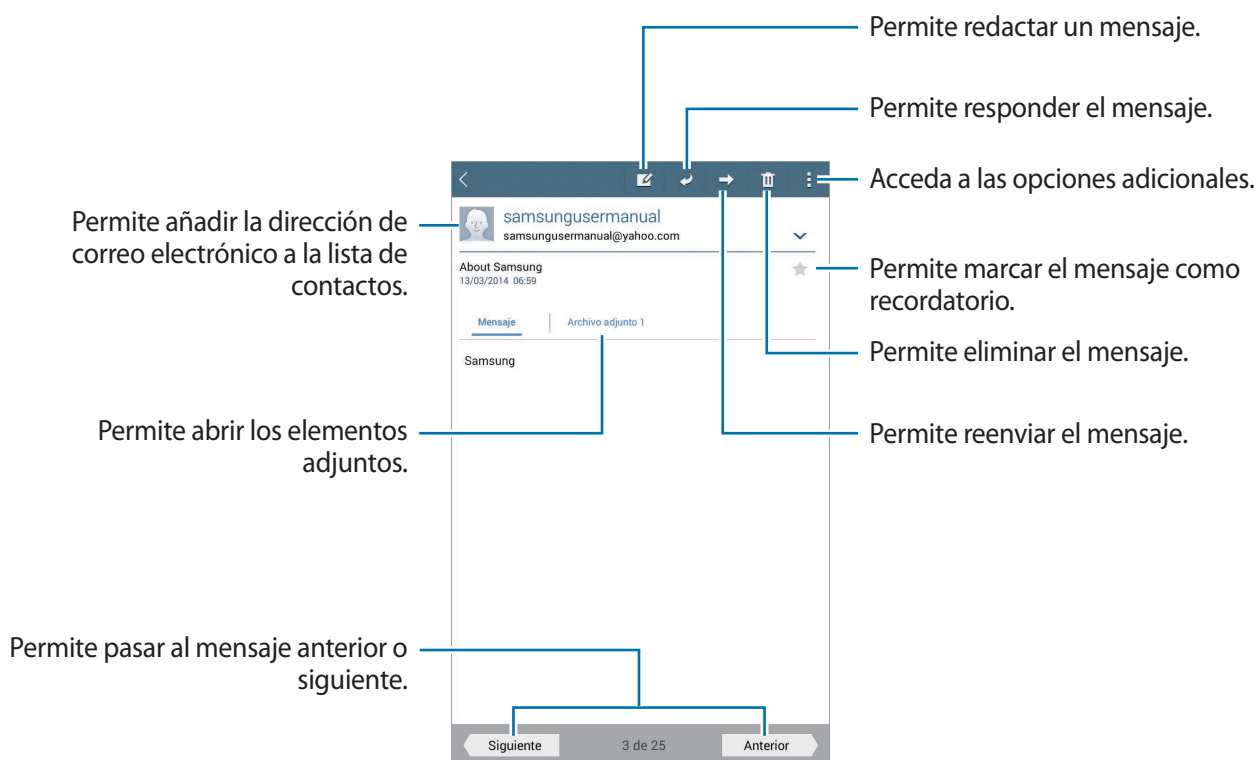 Permite redactar un mensaje.
Permite responder el mensaje.
Acceda a las opciones adicionales.
Permite añadir la dirección de
correo electrónico a la lista de
contactos.
samsungusermanual
samsungusermanual@yahoo.com
About Samsung
13/03/2014 06:59
Permite marcar el mensaje como
recordatorio.
Mensaje
Archivo adjunto 1
Permite eliminar el mensaje.
Samsung
Permite abrir los elementos
adjuntos.
Permite reenviar el mensaje.
Permite pasar al mensaje anterior o
siguiente.
Siguiente
3 de 25
Anterior